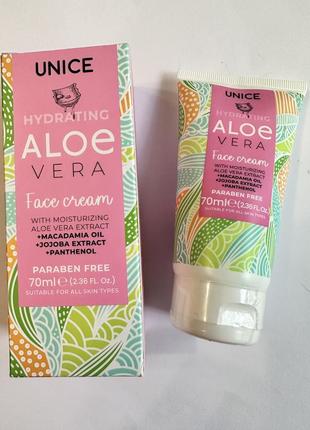 UNICE
HYDRATING
ALOE
VERA
Face cream
WITH MOISTURIZING
ALOE VERA EXTRACT
+MACADAMIA OIL
+JOJOBA EXTRACT
+PANTHENOL
PARABEN FREE
70ml℮(2.36 FL. Oz.)
SUITABLE FOR ALL SKIN TYPES
UNICE
HYDRATING
ALOE
VERA
Face cream
WITH MOISTURIZING
ALOE VERA EXTRACT
+MACADAMIA OIL
+JOJOBA EXTRACT
+PANTHENOL
PARABEN FREE
70ml℮(2.36 FL. Oz.)
SUITABLE FOR ALL SKIN TYPES